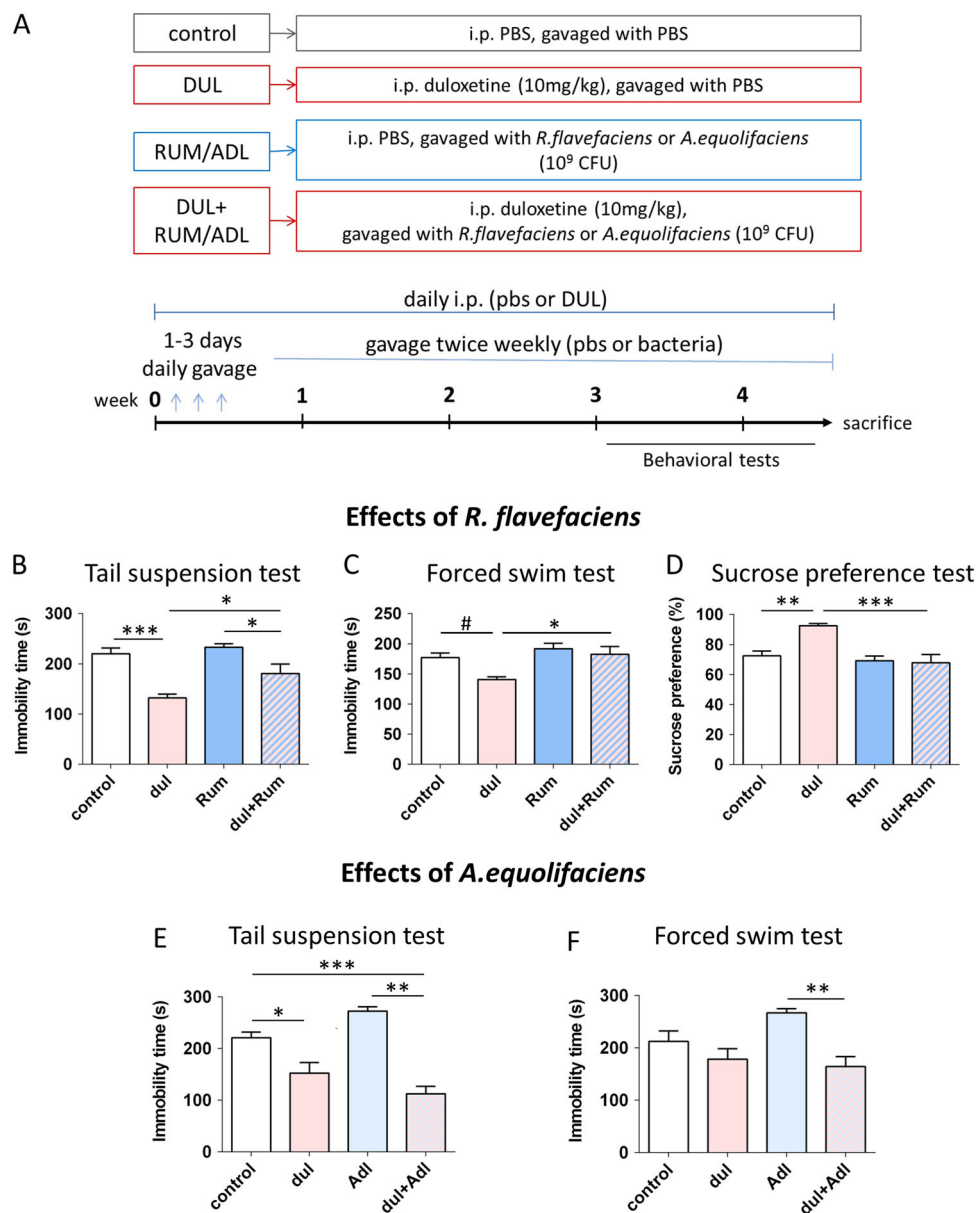 A
control
i.p. PBS, gavaged with PBS
DUL
i.p. duloxetine (10mg/kg), gavaged with PBS
RUM/ADL
i.p. PBS, gavaged with R.flavefaciens or A.equolifaciens
(10⁹ CFU)
DUL+
RUM/ADL
i.p. duloxetine (10mg/kg),
gavaged with R.flavefaciens or A.equolifaciens (10⁹ CFU)
daily i.p. (pbs or DUL)
1-3 days
daily gavage
gavage twice weekly (pbs or bacteria)
week 0 1 2 3 4
sacrifice
Behavioral tests
Effects of R. flavefaciens
B
Tail suspension test
Immobility time (s)
300
200
100
0
***
*
*
control
dul
Rum
dul+Rum
C
Forced swim test
Immobility time (s)
250
200
150
100
50
0
#
*
control
dul
Rum
dul+Rum
D
Sucrose preference test
Sucrose preference (%)
100
80
60
40
20
0
**
***
control
dul
Rum
dul+Rum
Effects of A.equolifaciens
E
Tail suspension test
Immobility time (s)
300
200
100
0
***
*
**
control
dul
Adl
dul+Adl
F
Forced swim test
Immobility time (s)
300
200
100
0
**
control
dul
Adl
dul+Adl